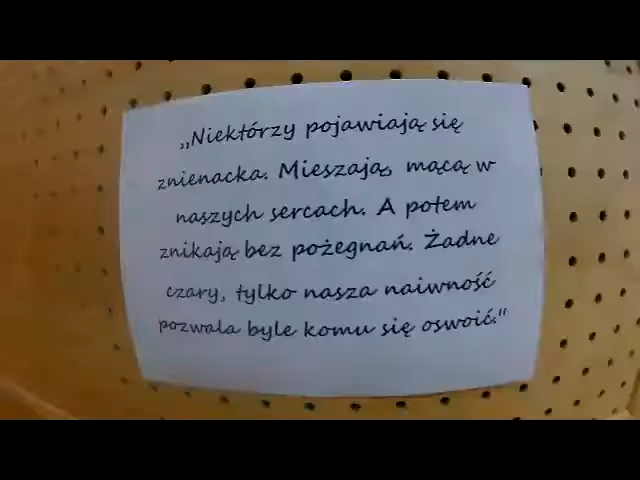 „Niektórzy pojawiają się
znienacka. Mieszają, mącą w
naszych sercach. A potem
znikają bez pożegnań. Żadne
czary, tylko nasza naiwność
pozwala byle komu się oswoić."